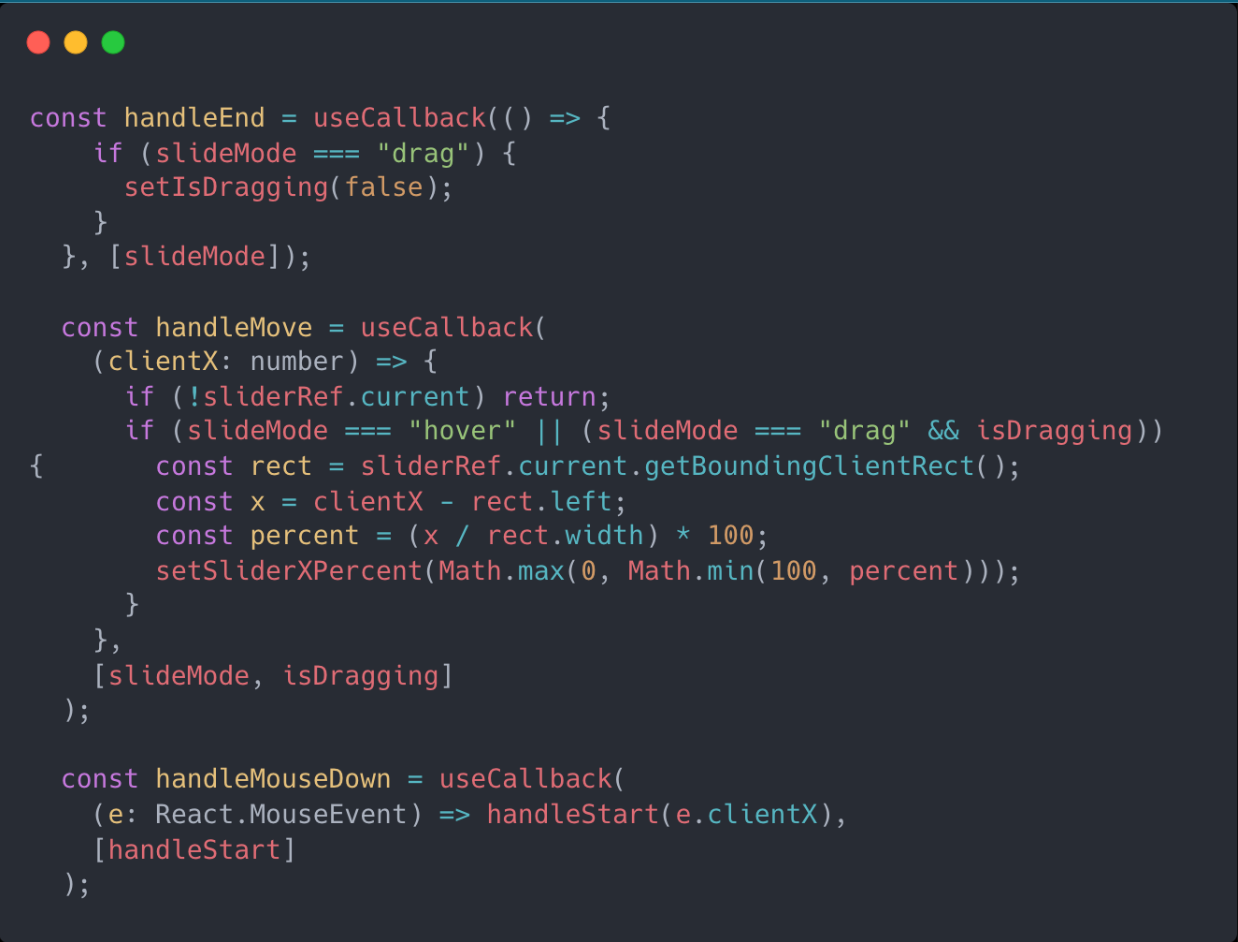 const handleEnd = useCallback(() => {
    if (slideMode === "drag") {
      setIsDragging(false);
    }
  }, [slideMode]);

  const handleMove = useCallback(
    (clientX: number) => {
      if (!sliderRef.current) return;
      if (slideMode === "hover" || (slideMode === "drag" && isDragging))
{       const rect = sliderRef.current.getBoundingClientRect();
        const x = clientX - rect.left;
        const percent = (x / rect.width) * 100;
        setSliderXPercent(Math.max(0, Math.min(100, percent)));
      }
    },
    [slideMode, isDragging]
  );

  const handleMouseDown = useCallback(
    (e: React.MouseEvent) => handleStart(e.clientX),
    [handleStart]
  );